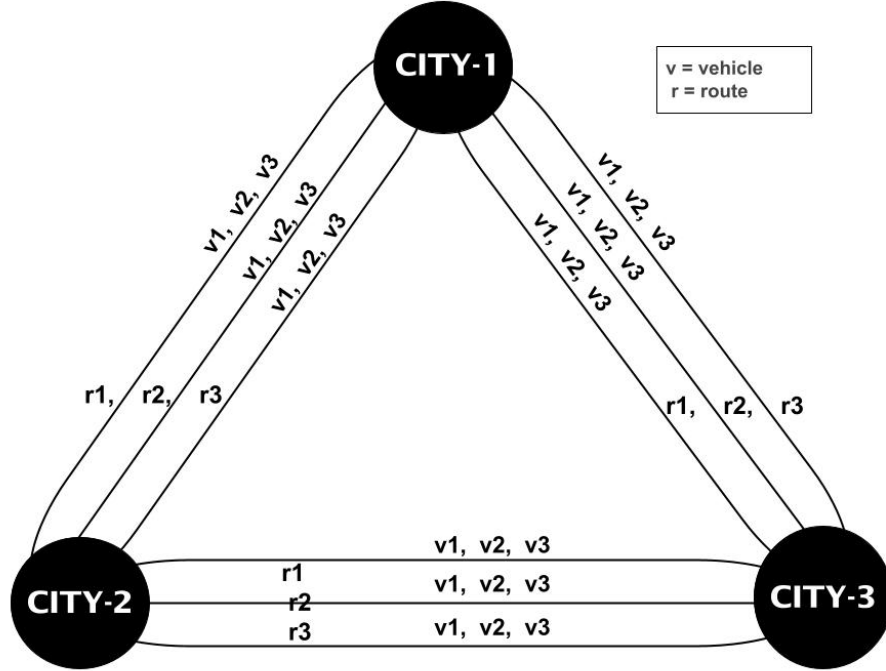 CITY-1
v = vehicle
r = route
v1, v2, v3
v1, v2, v3
v1, v2, v3
v1, v2, v3
v1, v2, v3
v1, v2, v3
r1, r2, r3
r1, r2, r3
v1, v2, v3
r1
v1, v2, v3
r2
r3
v1, v2, v3
CITY-2
CITY-3